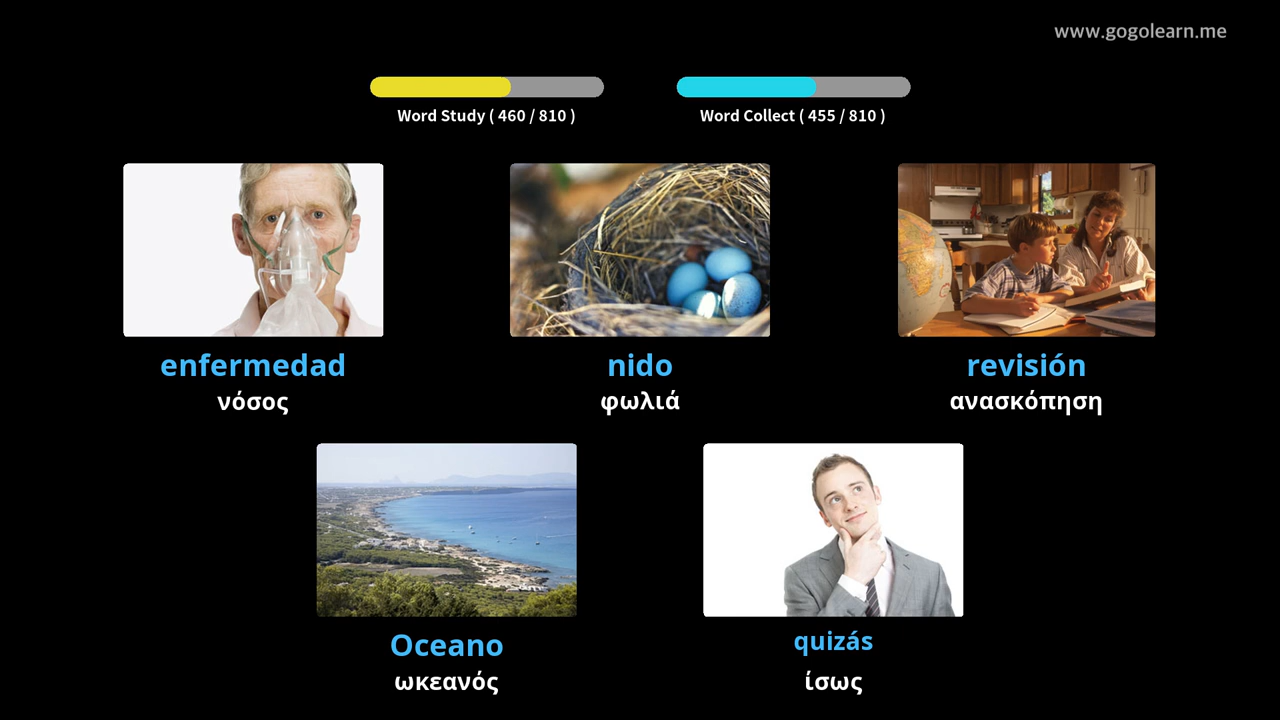 www.gogolearn.me
Word Study ( 460 / 810 )
Word Collect ( 455 / 810 )
enfermedad
νόσος
nido
φωλιά
revisión
ανασκόπηση
Oceano
ωκεανός
quizás
ίσως